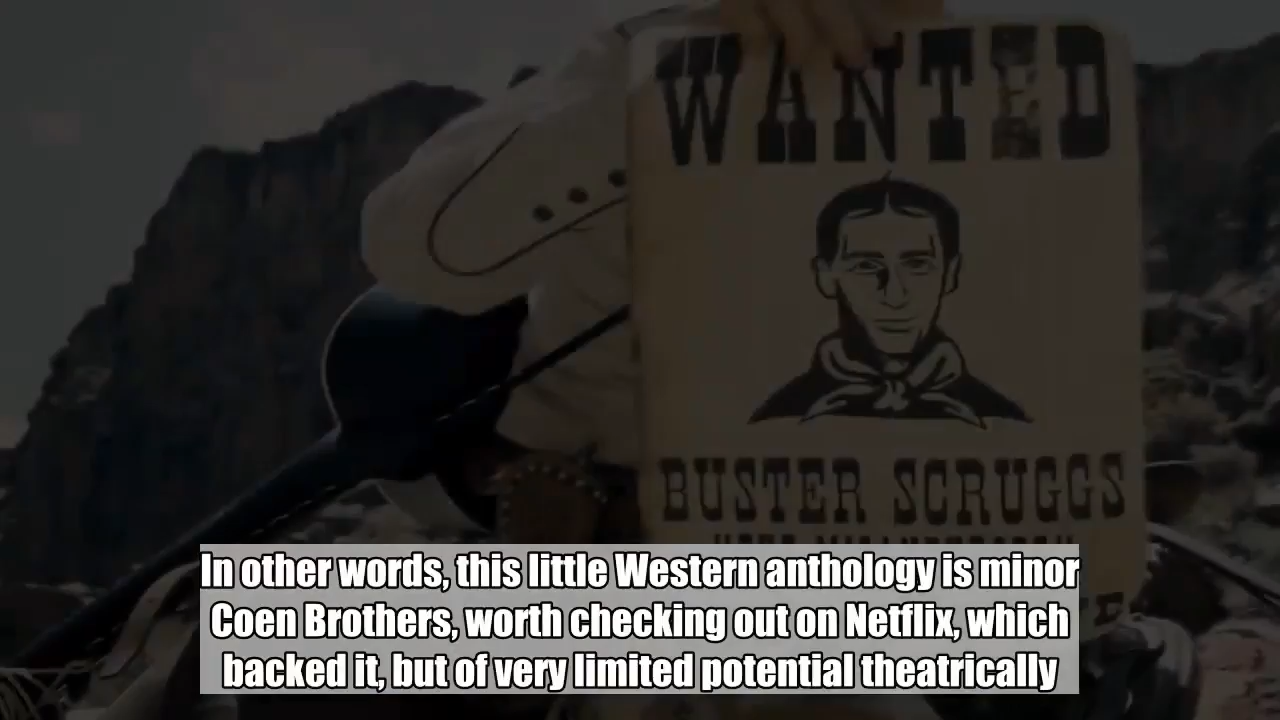 WANTED
BUSTER SCRUGGS
In other words, this little Western anthology is minor
Coen Brothers, worth checking out on Netflix, which
backed it, but of very limited potential theatrically